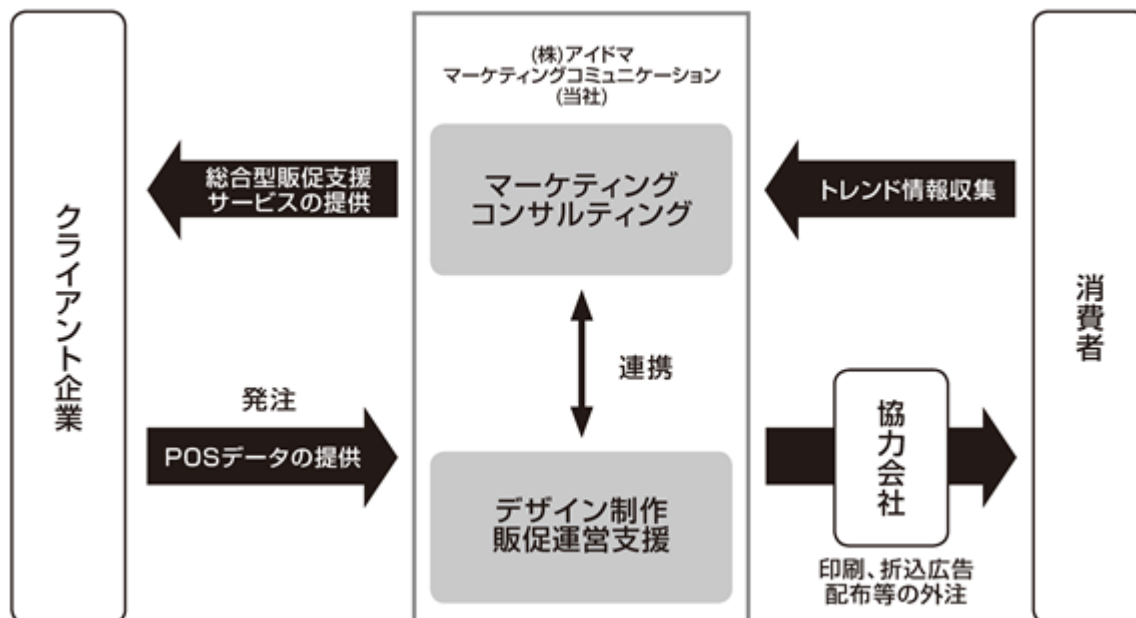 (株)アイドマ
マーケティングコミュニケーション
(当社)
クライアント企業
総合型販促支援
サービスの提供
マーケティング
コンサルティング
トレンド情報収集
消費者
連携
発注
POSデータの提供
デザイン制作
販促運営支援
協力会社
印刷、折込広告
配布等の外注